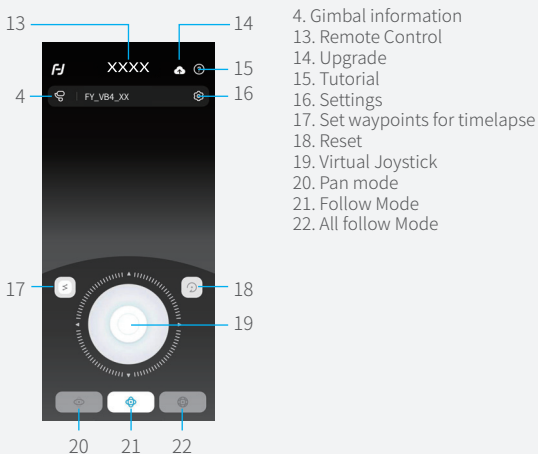 13
14
XXXX
15
4
FY_VB4_XX
16
17
18
19
20
21
22
4. Gimbal information
13. Remote Control
14. Upgrade
15. Tutorial
16. Settings
17. Set waypoints for timelapse
18. Reset
19. Virtual Joystick
20. Pan mode
21. Follow Mode
22. All follow Mode